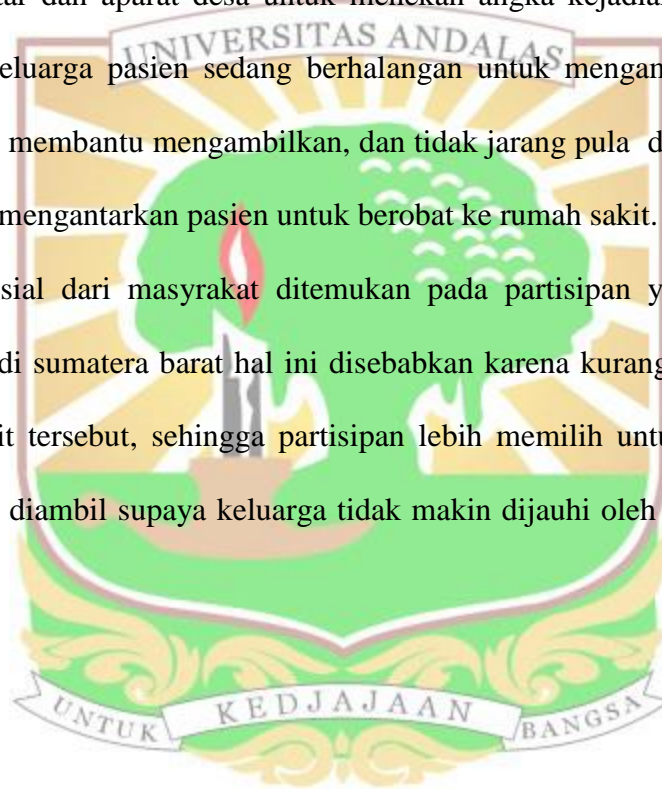 tar dan aparat desa untuk menekan angka kejadian
UNIVERSITAS ANDALAS
eluarga pasien sedang berhalangan untuk mengam
membantu mengambilkan, dan tidak jarang pula d
mengantarkan pasien untuk berobat ke rumah sakit.
sial dari masyrakat ditemukan pada partisipan y
di sumatera barat hal ini disebabkan karena kurang
it tersebut, sehingga partisipan lebih memilih untu
diambil supaya keluarga tidak makin dijauhi oleh
UNTUK KEDJAJAAN BANGSA